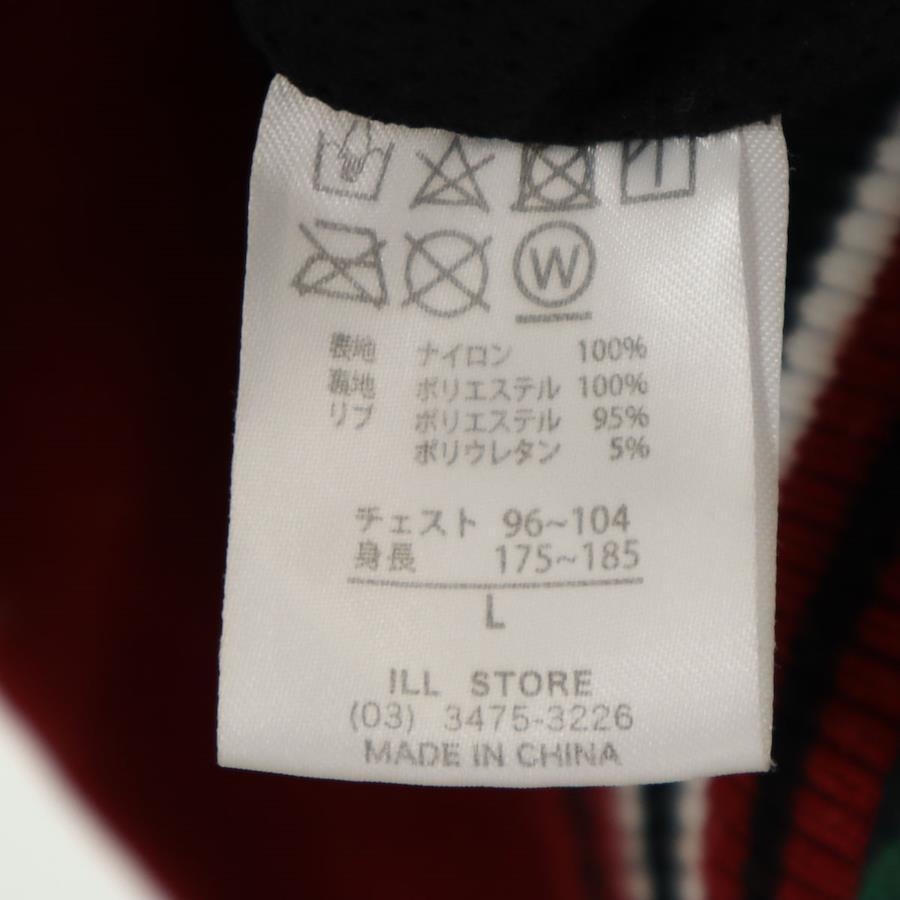 W
表地 ナイロン 100%
裏地 ポリエステル 100%
リブ ポリエステル 95%
ポリウレタン 5%
チェスト 96~104
身長 175~185
L
ILL STORE
(03) 3475-3226
MADE IN CHINA